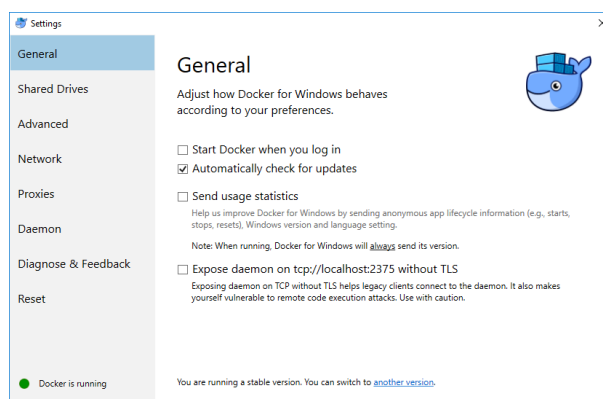 Settings
General
Shared Drives
Advanced
Network
Proxies
Daemon
Diagnose & Feedback
Reset
Docker is running
General
Adjust how Docker for Windows behaves
according to your preferences.
Start Docker when you log in
Automatically check for updates
Send usage statistics
Help us improve Docker for Windows by sending anonymous app lifecycle information (e.g., starts,
stops, resets), Windows version and language setting.
Note: When running, Docker for Windows will always send its version.
Expose daemon on tcp://localhost:2375 without TLS
Exposing daemon on TCP without TLS helps legacy clients connect to the daemon. It also makes
yourself vulnerable to remote code execution attacks. Use with caution.
You are running a stable version. You can switch to another version.